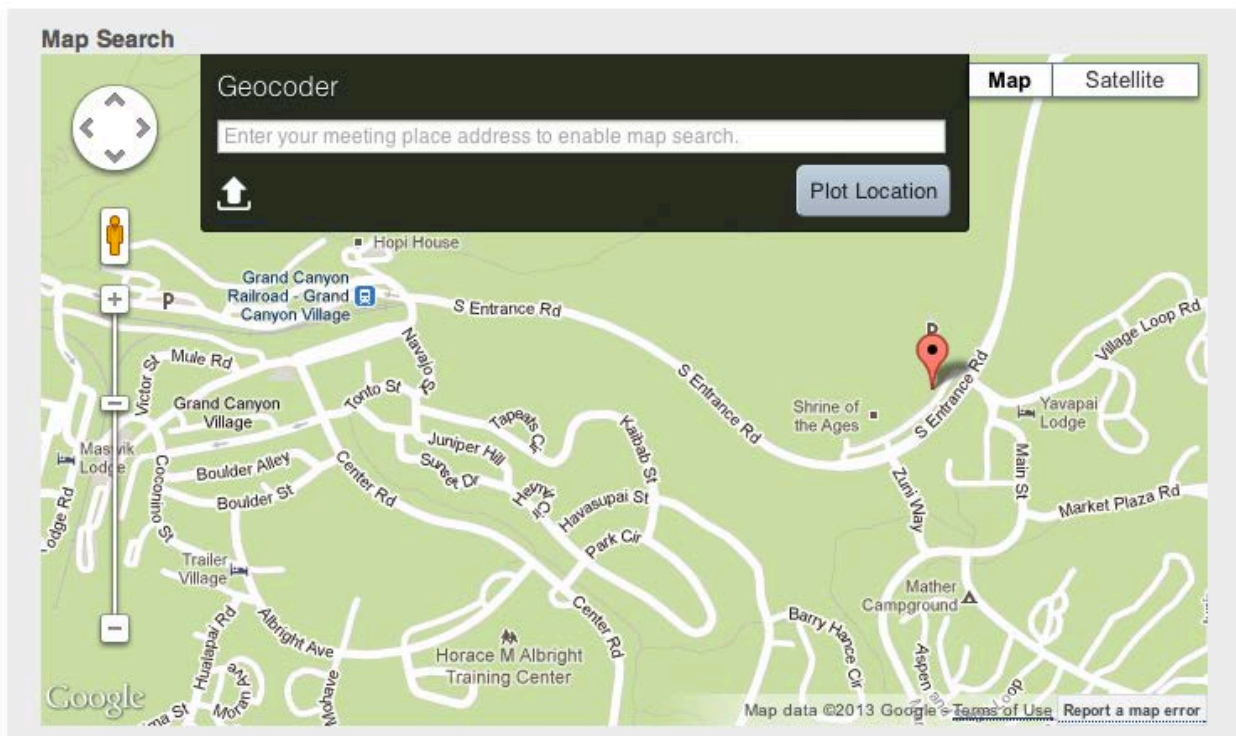 Map Search
Geocoder
Enter your meeting place address to enable map search.
Plot Location
Map
Satellite
Hopi House
Grand Canyon
Railroad - Grand
Canyon Village
P
S Entrance Rd
Navajo St
Mule Rd
Victor St
Tonto St
Grand Canyon
Village
S Entrance Rd
Village Loop Rd
S Entrance Rd
Shrine of
the Ages
Yavapai
Lodge
Tapeats Cir
Kaibab St
Juniper Hill
Sunset Dr
Maswik
Lodge
Boulder Alley
Boulder St
Coconino St
Center Rd
Havasupai St
Park Cir
Zuni Way
Main St
Market Plaza Rd
Trailer
Village
Mather
Campground
Hualapai Rd
Albright Ave
Center Rd
Barry Hance Cir
Horace M Albright
Training Center
Moran Ave
Mohave
Aspen
Loop
Google
Map data ©2013 Google - Terms of Use
Report a map error